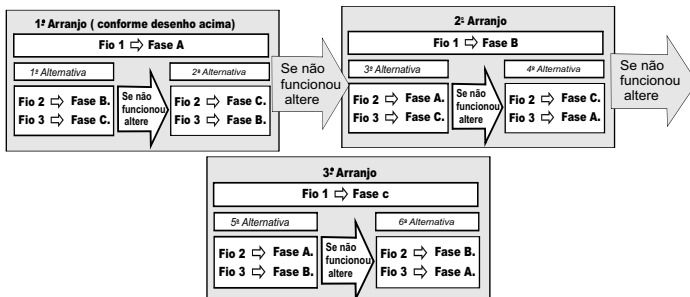 1ª Arranjo ( conforme desenho acima)
Fio 1 ⇨ Fase A
1ª Alternativa
Fio 2 ⇨ Fase B.
Fio 3 ⇨ Fase C.
Se não
funcionou
altere
2ª Alternativa
Fio 2 ⇨ Fase C.
Fio 3 ⇨ Fase B.
Se não
funcionou
altere
2ª Arranjo
Fio 1 ⇨ Fase B
3ª Alternativa
Fio 2 ⇨ Fase A.
Fio 3 ⇨ Fase C.
Se não
funcionou
altere
4ª Alternativa
Fio 2 ⇨ Fase C.
Fio 3 ⇨ Fase A.
Se não
funcionou
altere
3ª Arranjo
Fio 1 ⇨ Fase c
5ª Alternativa
Fio 2 ⇨ Fase A.
Fio 3 ⇨ Fase B.
Se não
funcionou
altere
6ª Alternativa
Fio 2 ⇨ Fase B.
Fio 3 ⇨ Fase A.